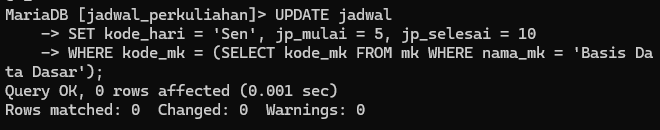 MariaDB [jadwal_perkuliahan]> UPDATE jadwal
    -> SET kode_hari = 'Sen', jp_mulai = 5, jp_selesai = 10
    -> WHERE kode_mk = (SELECT kode_mk FROM mk WHERE nama_mk = 'Basis Da
ta Dasar');
Query OK, 0 rows affected (0.001 sec)
Rows matched: 0  Changed: 0  Warnings: 0